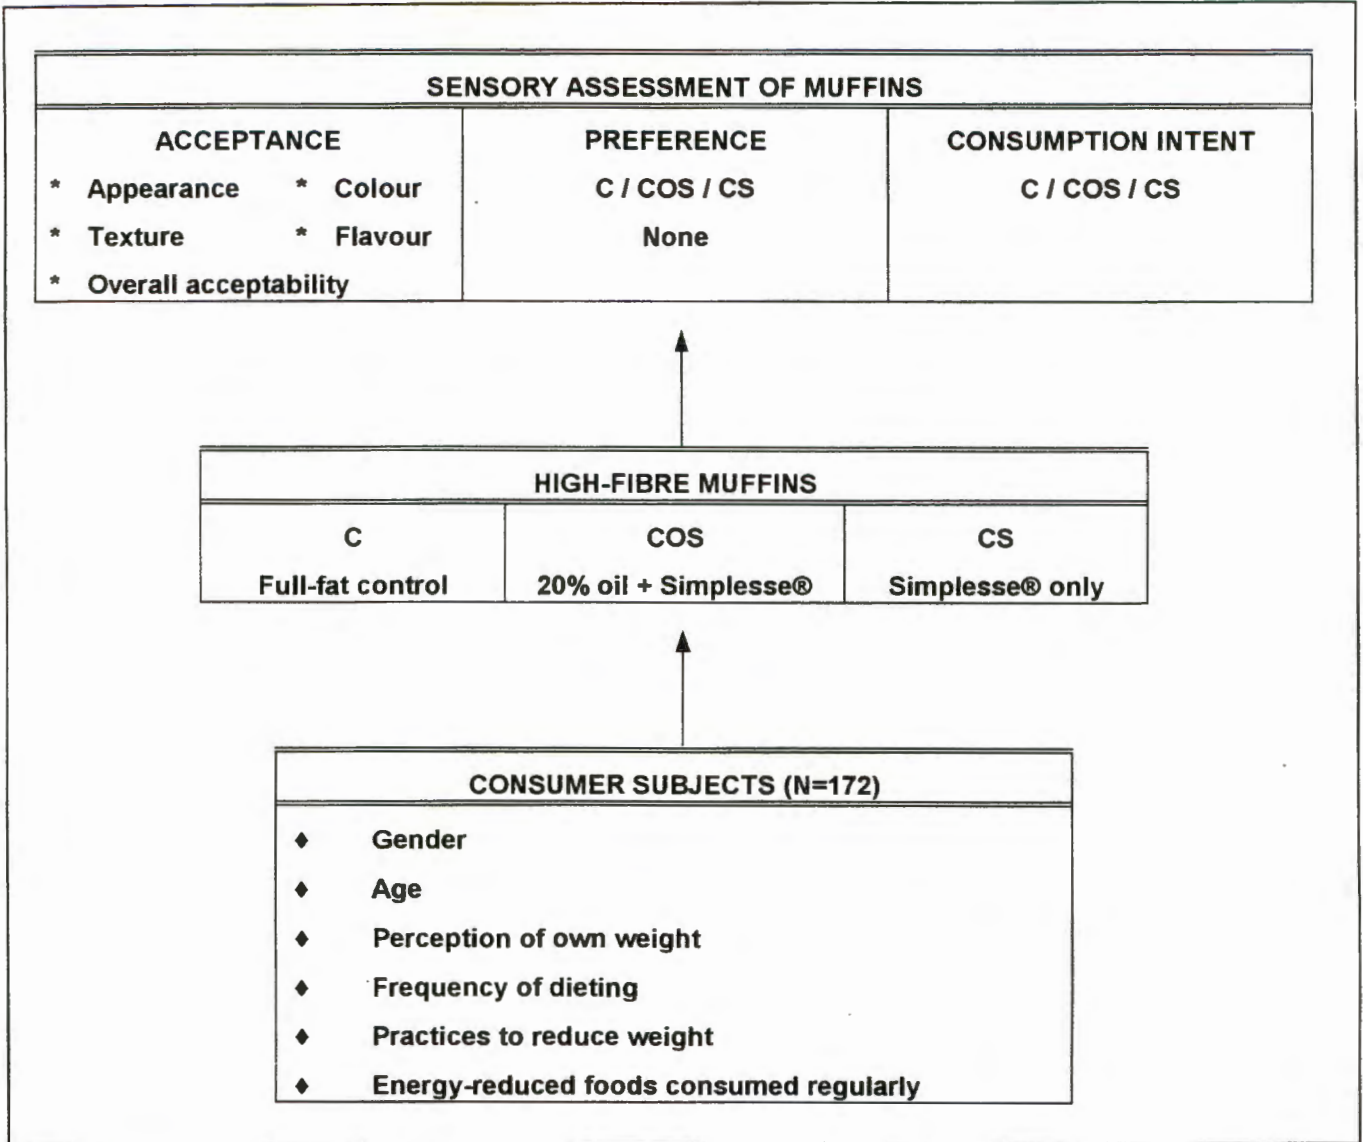 SENSORY ASSESSMENT OF MUFFINS
ACCEPTANCE
* Appearance * Colour
* Texture * Flavour
* Overall acceptability
PREFERENCE
C / COS / CS
None
CONSUMPTION INTENT
C / COS / CS
HIGH-FIBRE MUFFINS
C
Full-fat control
COS
20% oil + Simplesse®
CS
Simplesse® only
CONSUMER SUBJECTS (N=172)
♦ Gender
♦ Age
♦ Perception of own weight
♦ Frequency of dieting
♦ Practices to reduce weight
♦ Energy-reduced foods consumed regularly